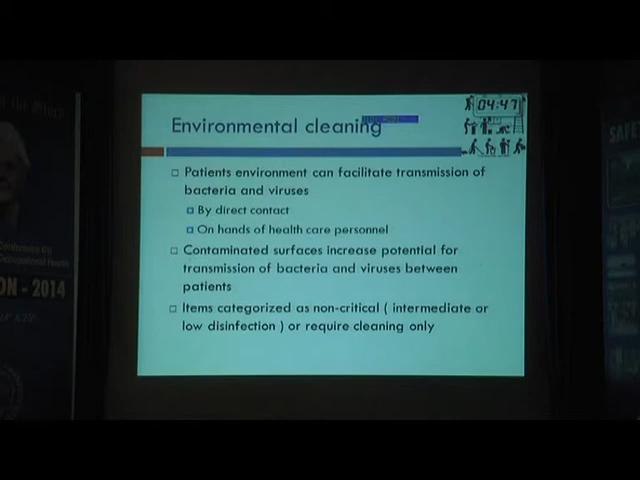 Environmental cleaning
04:47
Patients environment can facilitate transmission of
bacteria and viruses
By direct contact
On hands of health care personnel
Contaminated surfaces increase potential for
transmission of bacteria and viruses between
patients
Items categorized as non-critical ( intermediate or
low disinfection ) or require cleaning only
Occupational Health
ON - 2014
SAFE